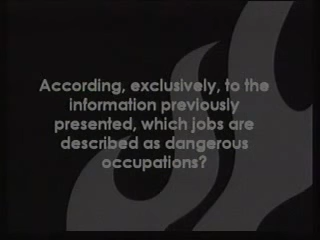 According, exclusively, to the
information previously
presented, which jobs are
described as dangerous
occupations?